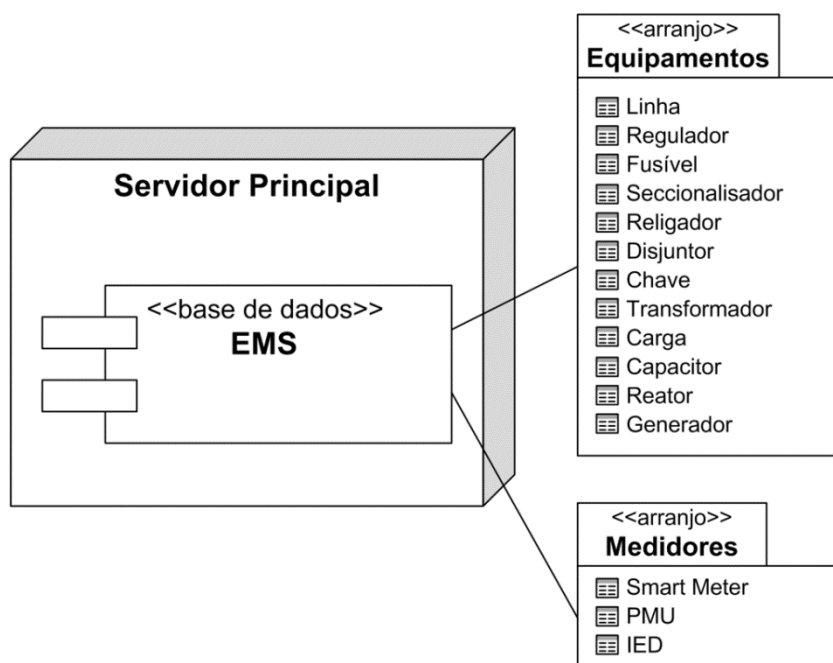 Servidor Principal
<<base de dados>>
EMS
<<arranjo>>
Equipamentos
Linha
Regulador
Fusível
Seccionalisador
Religador
Disjuntor
Chave
Transformador
Carga
Capacitor
Reator
Generador
<<arranjo>>
Medidores
Smart Meter
PMU
IED